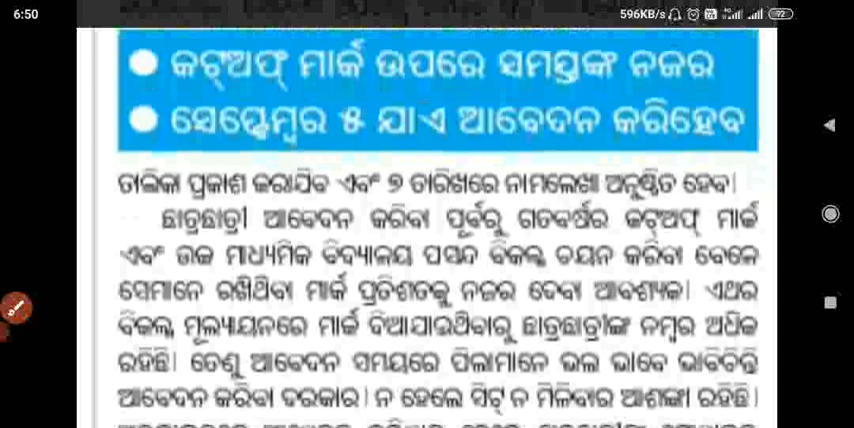 6:50
596KB/s
92
● କଟ୍‌ଅଫ୍ ମାର୍କ ଉପରେ ସମସ୍ତଙ୍କ ନଜର
● ସେପ୍ଟେମ୍ବର ୫ ଯାଏ ଆବେଦନ କରିହେବ
ତାଲିକା ପ୍ରକାଶ କରାଯିବ ଏବଂ ୭ ତାରିଖରେ ନାମଲେଖା ଅନୁଷ୍ଠିତ ହେବ।
ଛାତ୍ରଛାତ୍ରୀ ଆବେଦନ କରିବା ପୂର୍ବରୁ ଗତବର୍ଷର କଟ୍‌ଅଫ୍ ମାର୍କ
ଏବଂ ଉଚ୍ଚ ମାଧ୍ୟମିକ ବିଦ୍ୟାଳୟ ପସନ୍ଦ ବିକଳ୍ପ ଚୟନ କରିବା ବେଳେ
ସେମାନେ ରଖିଥିବା ମାର୍କ ପ୍ରତିଶତକୁ ନଜର ଦେବା ଆବଶ୍ୟକ। ଏଥର
ବିକଳ୍ପ ମୂଲ୍ୟାୟନରେ ମାର୍କ ଦିଆଯାଉଥିବାରୁ ଛାତ୍ରଛାତ୍ରୀଙ୍କ ନମ୍ବର ଅଧିକ
ରହିଛି। ତେଣୁ ଆବେଦନ ସମୟରେ ପିଲାମାନେ ଭଲ ଭାବେ ଭାବିଚିନ୍ତି
ଆବେଦନ କରିବା ଦରକାର। ନ ହେଲେ ସିଟ୍ ନ ମିଳିବାର ଆଶଙ୍କା ରହିଛି।